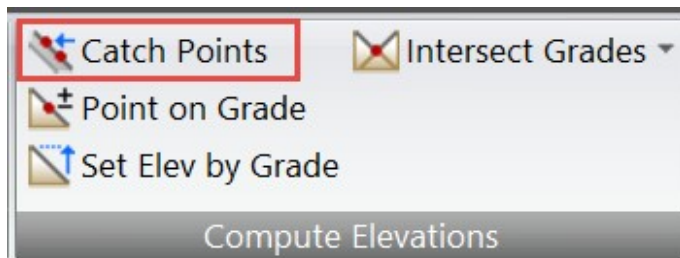 Catch Points
Intersect Grades
Point on Grade
Set Elev by Grade
Compute Elevations